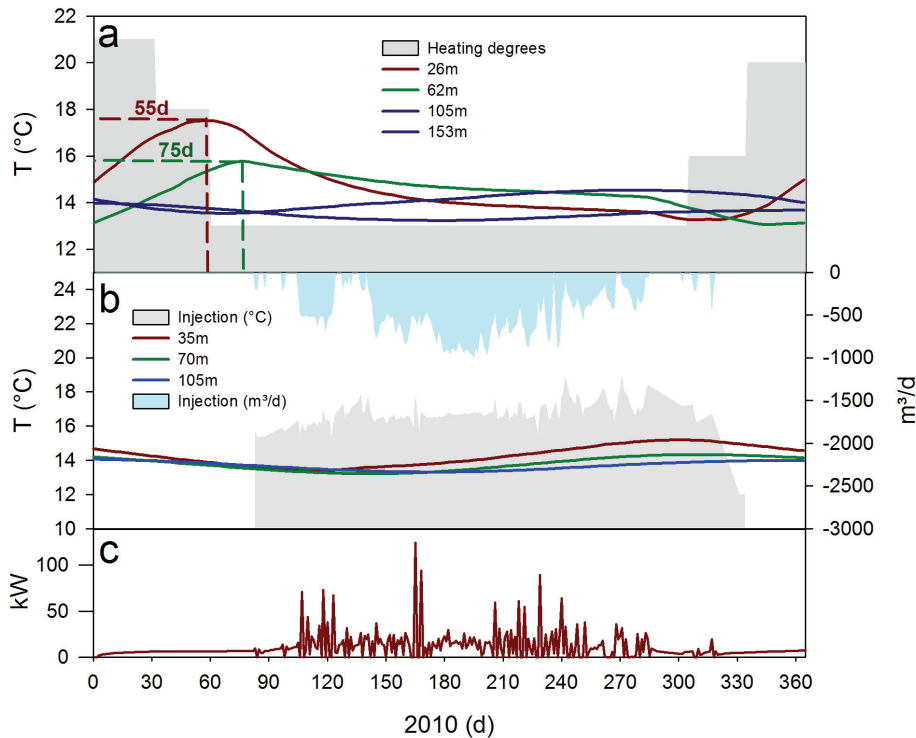 a
T (°C)
22
20
18
16
14
12
Heating degrees
26m
62m
105m
153m
55d
75d
b
T (°C)
24
22
20
18
16
14
12
10
Injection (°C)
35m
70m
105m
Injection (m³/d)
0
-500
-1000
-1500
-2000
-2500
-3000
m³/d
c
kW
100
50
0
0 30 60 90 120 150 180 210 240 270 300 330 360
2010 (d)